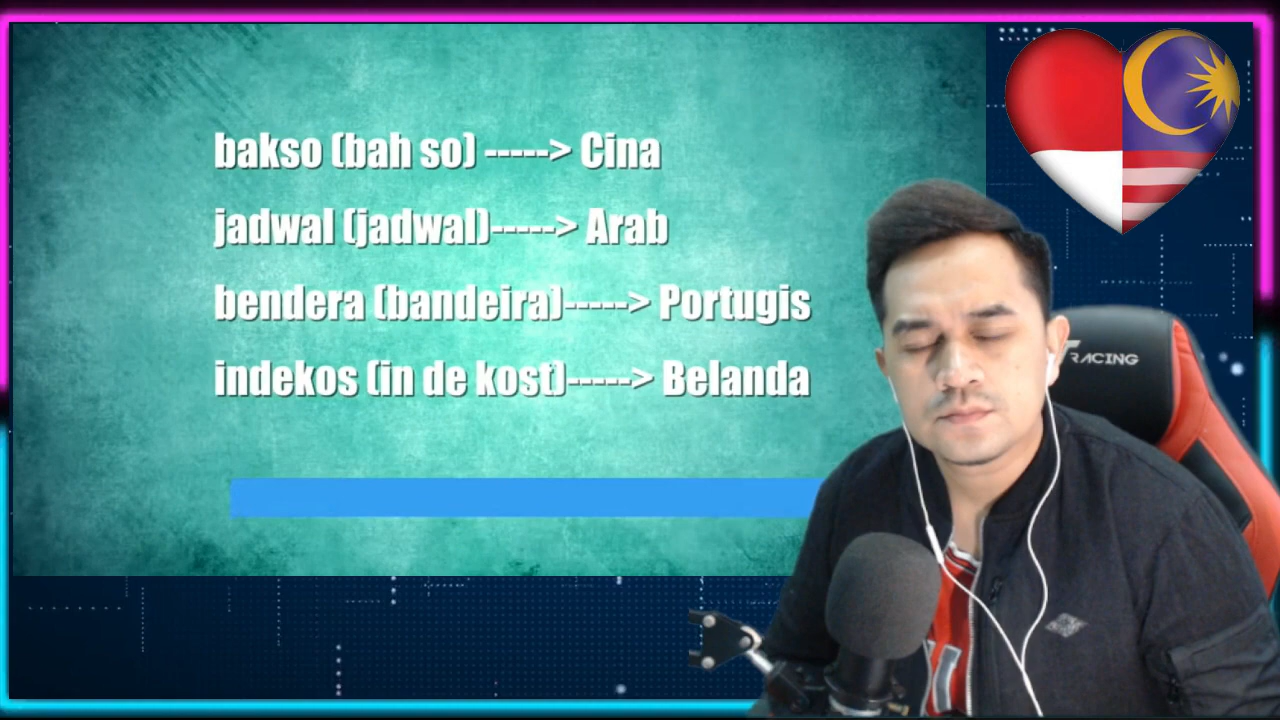 bakso (bah so) -----> Cina
jadwal (jadwal)-----> Arab
bendera (bandeira)-----> Portugis
indekos (in de kost)-----> Belanda
RACING